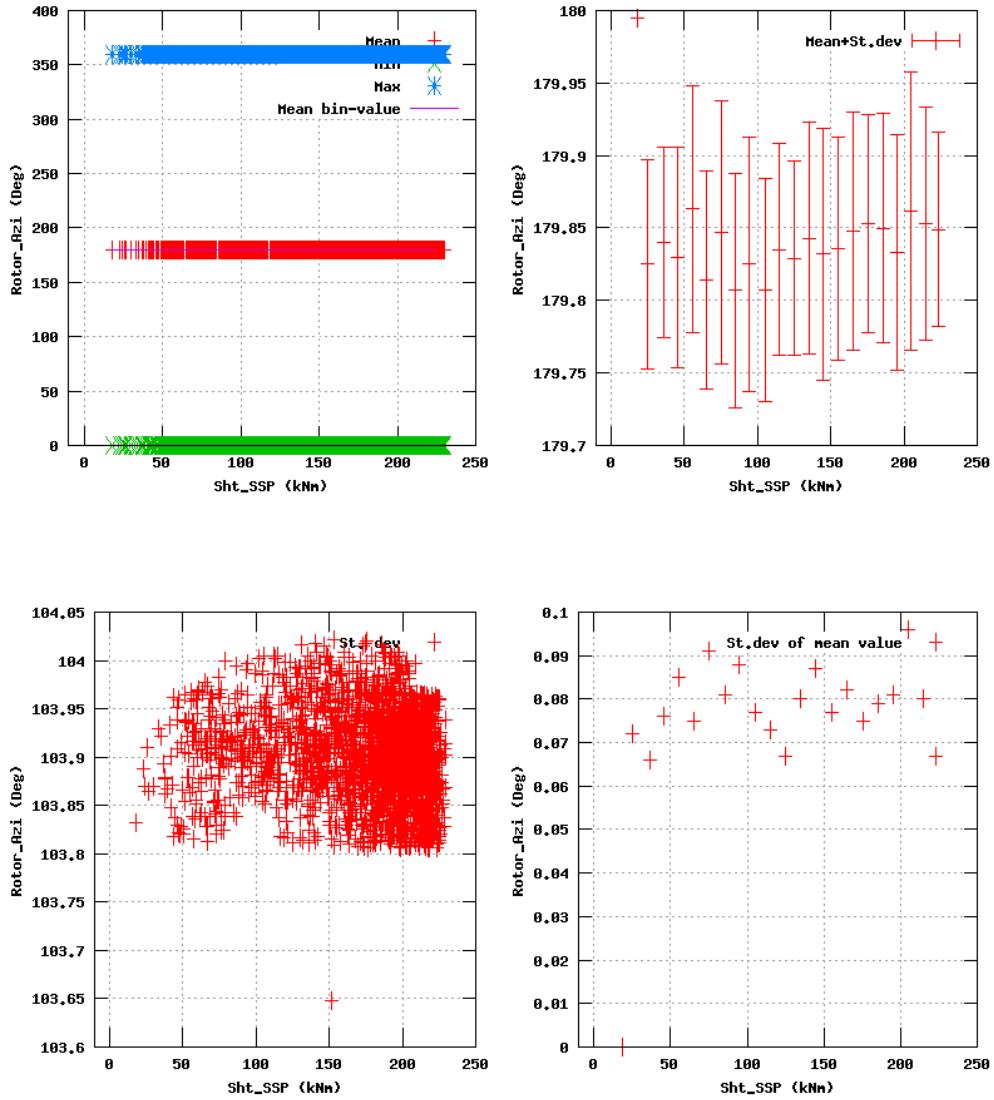 400
350
300
250
200
150
100
50
0
Rotor_Azi (Deg)
Mean
Min
Max
Mean bin-value
0 50 100 150 200 250
Sht_SSP (kNm)
180
179.95
179.9
179.85
179.8
179.75
179.7
Rotor_Azi (Deg)
Mean+St.dev
0 50 100 150 200 250
Sht_SSP (kNm)
104.05
104
103.95
103.9
103.85
103.8
103.75
103.7
103.65
103.6
Rotor_Azi (Deg)
St. dev
0 50 100 150 200 250
Sht_SSP (kNm)
0.1
0.09
0.08
0.07
0.06
0.05
0.04
0.03
0.02
0.01
0
Rotor_Azi (Deg)
St.dev of mean value
0 50 100 150 200 250
Sht_SSP (kNm)